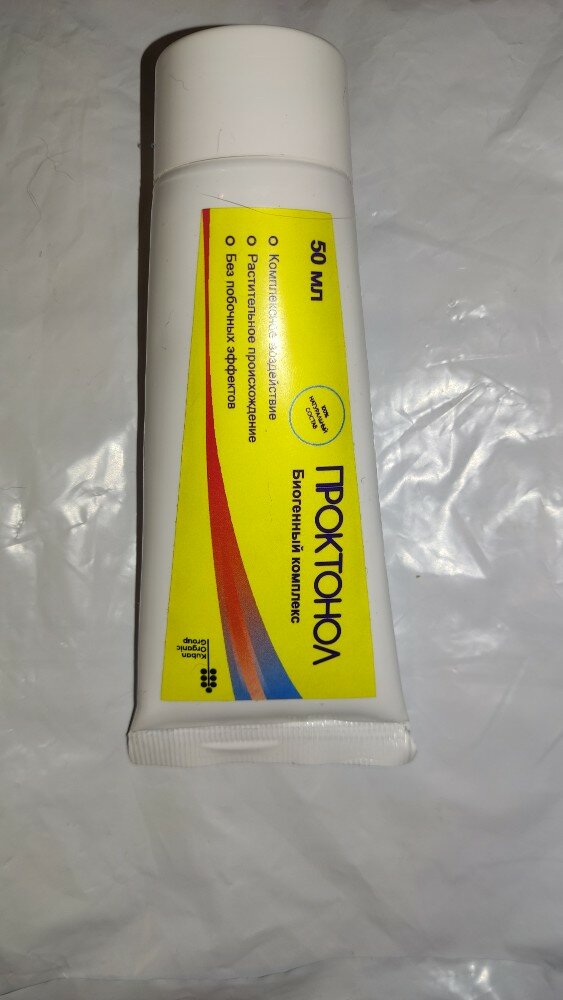 ПРОКТОНОЛ
Биогенный комплекс
100%
НАТУРАЛЬНЫЙ
СОСТАВ
50 мл
Комплексное воздействие
Растительное происхождение
Без побочных эффектов
Kuban
Organic
Group